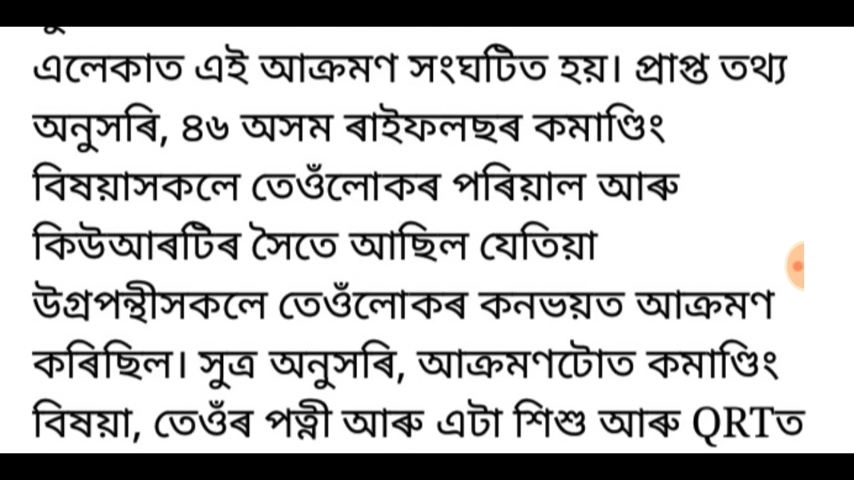 এলেকাত এই আক্ৰমণ সংঘটিত হয়। প্ৰাপ্ত তথ্য
অনুসৰি, ৪৬ অসম ৰাইফলছৰ কমাণ্ডিং
বিষয়াসকলে তেওঁলোকৰ পৰিয়াল আৰু
কিউআৰটিৰ সৈতে আছিল যেতিয়া
উগ্ৰপন্থীসকলে তেওঁলোকৰ কনভয়ত আক্ৰমণ
কৰিছিল। সুত্ৰ অনুসৰি, আক্ৰমণটোত কমাণ্ডিং
বিষয়া, তেওঁৰ পত্নী আৰু এটা শিশু আৰু QRTত